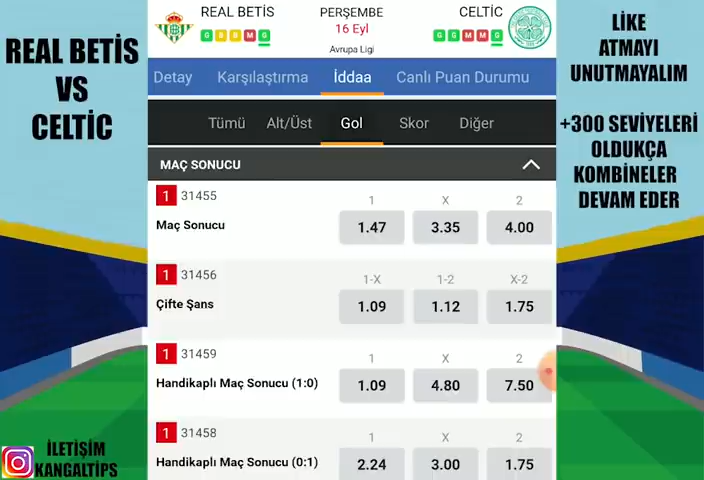 REAL BETİS
VS
CELTİC
REAL BETİS
G G B M G
PERŞEMBE
16 Eyl
Avrupa Ligi
CELTİC
G G M M G
Detay Karşılaştırma İddaa Canlı Puan Durumu
Tümü Alt/Üst Gol Skor Diğer
MAÇ SONUCU
1 31455
Maç Sonucu
1 X 2
1.47 3.35 4.00
1 31456
Çifte Şans
1-X 1-2 X-2
1.09 1.12 1.75
1 31459
Handikaplı Maç Sonucu (1:0)
1 X 2
1.09 4.80 7.50
1 31458
Handikaplı Maç Sonucu (0:1)
1 X 2
2.24 3.00 1.75
LİKE
ATMAYI
UNUTMAYALIM
+300 SEVİYELERİ
OLDUKÇA
KOMBİNELER
DEVAM EDER
İLETİŞİM
KANGALTİPS